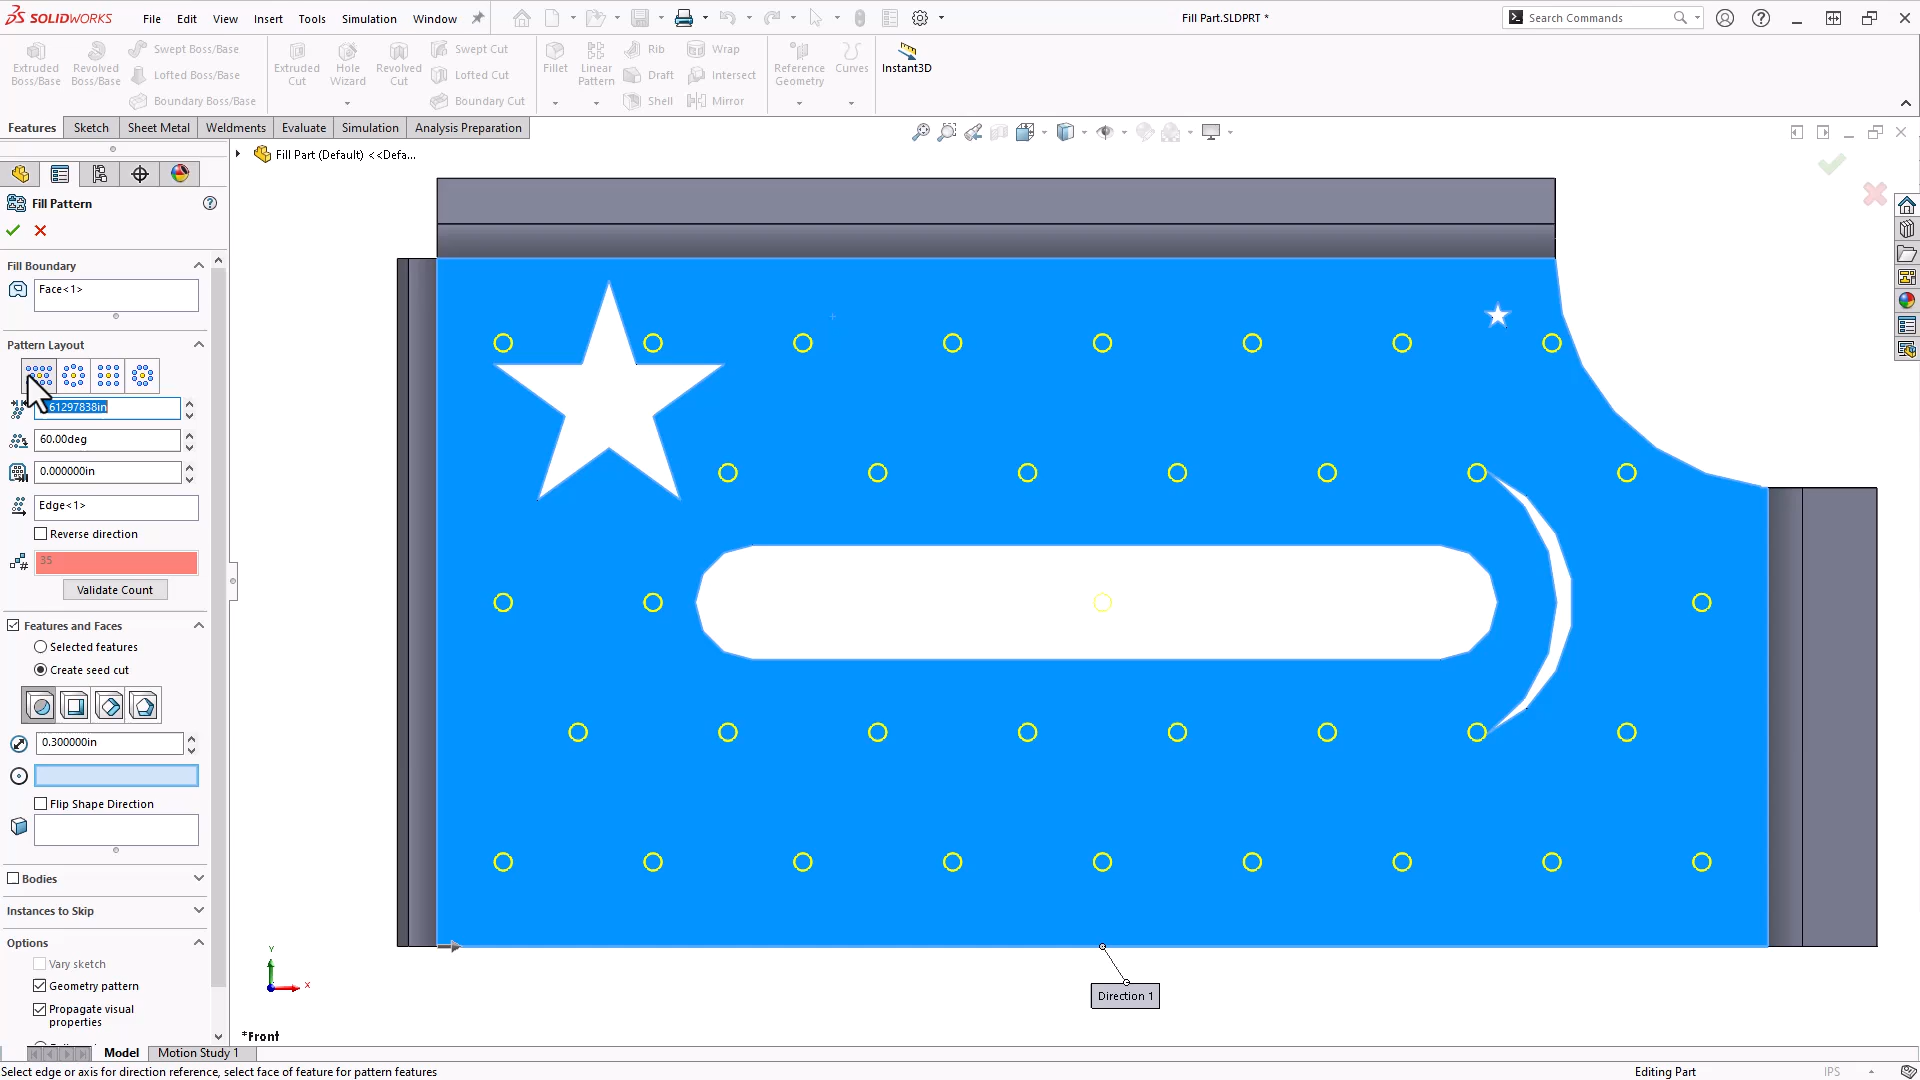 SOLIDWORKS File Edit View Insert Tools Simulation Window Fill Part.SLDPRT * Search Commands
Extruded Boss/Base
Revolved Boss/Base
Swept Boss/Base
Lofted Boss/Base
Boundary Boss/Base
Extruded Cut
Hole Wizard
Revolved Cut
Swept Cut
Lofted Cut
Boundary Cut
Fillet
Linear Pattern
Rib
Draft
Shell
Wrap
Intersect
Mirror
Reference Geometry
Curves
Instant3D
Features Sketch Sheet Metal Weldments Evaluate Simulation Analysis Preparation
Fill Part (Default) <<Defa...
Fill Pattern
Fill Boundary
Face<1>
Pattern Layout
61297838in
60.00deg
0.000000in
Edge<1>
Reverse direction
35
Validate Count
Features and Faces
Selected features
Create seed cut
0.300000in
Flip Shape Direction
Bodies
Instances to Skip
Options
Vary sketch
Geometry pattern
Propagate visual
properties
Direction 1
Y
X
*Front
Model Motion Study 1
Select edge or axis for direction reference, select face of feature for pattern features Editing Part IPS